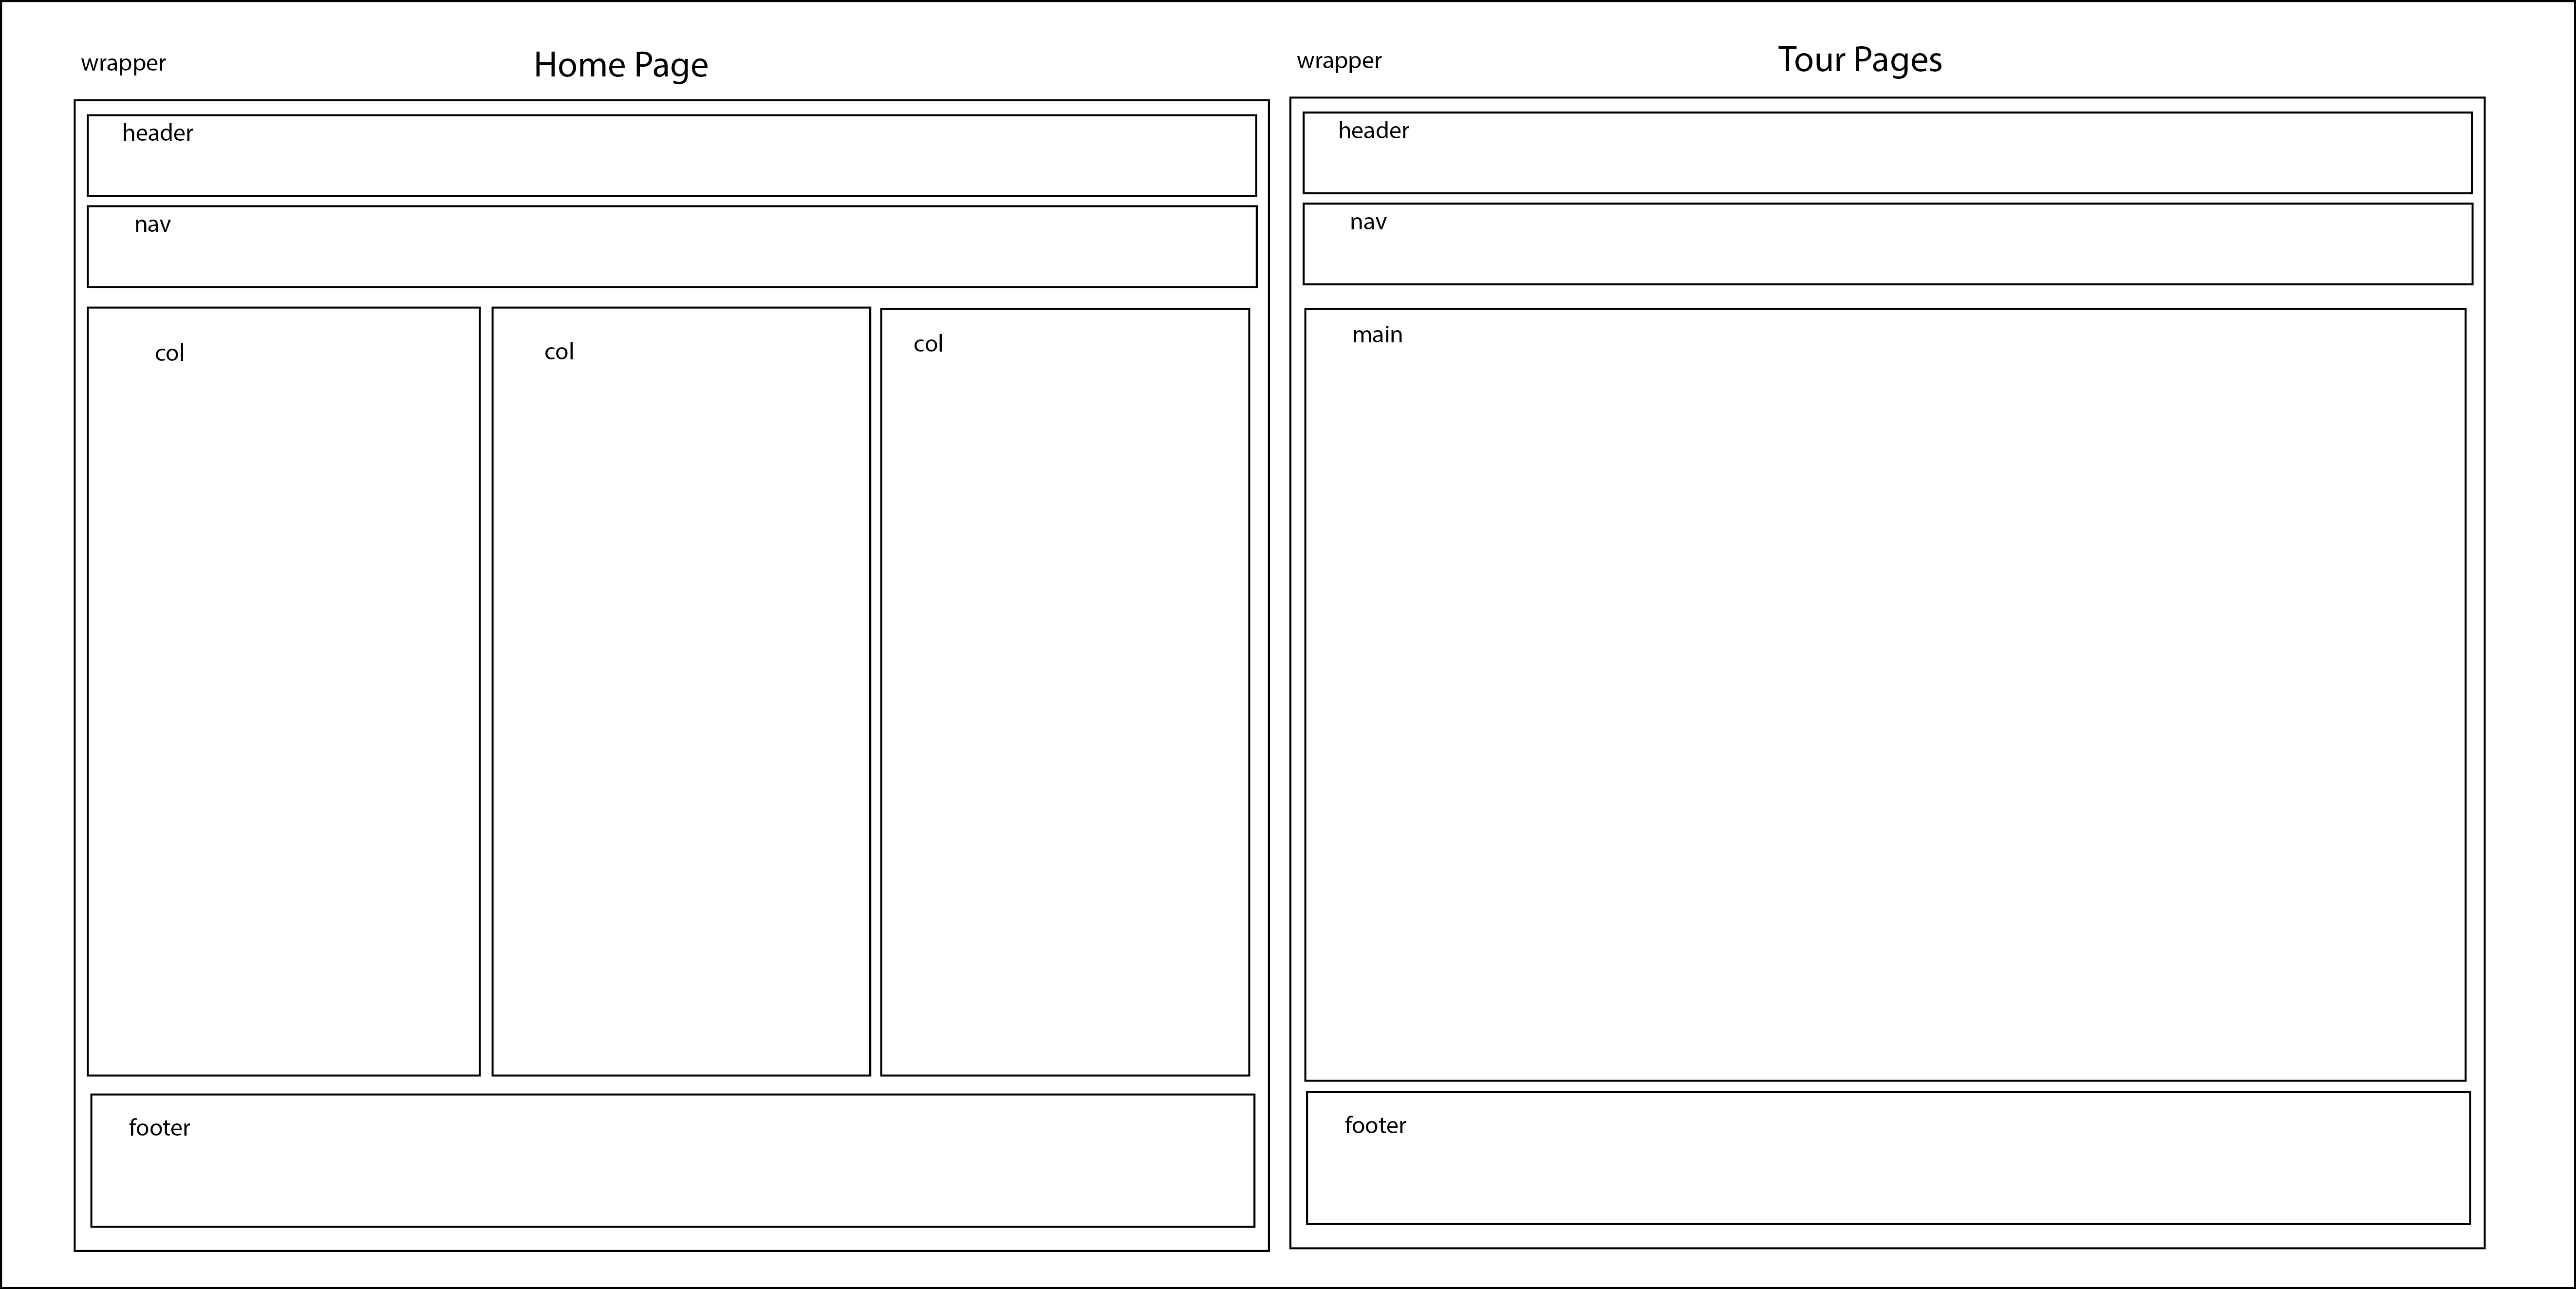 wrapper
Home Page
header
nav
col
col
col
footer
wrapper
Tour Pages
header
nav
main
footer